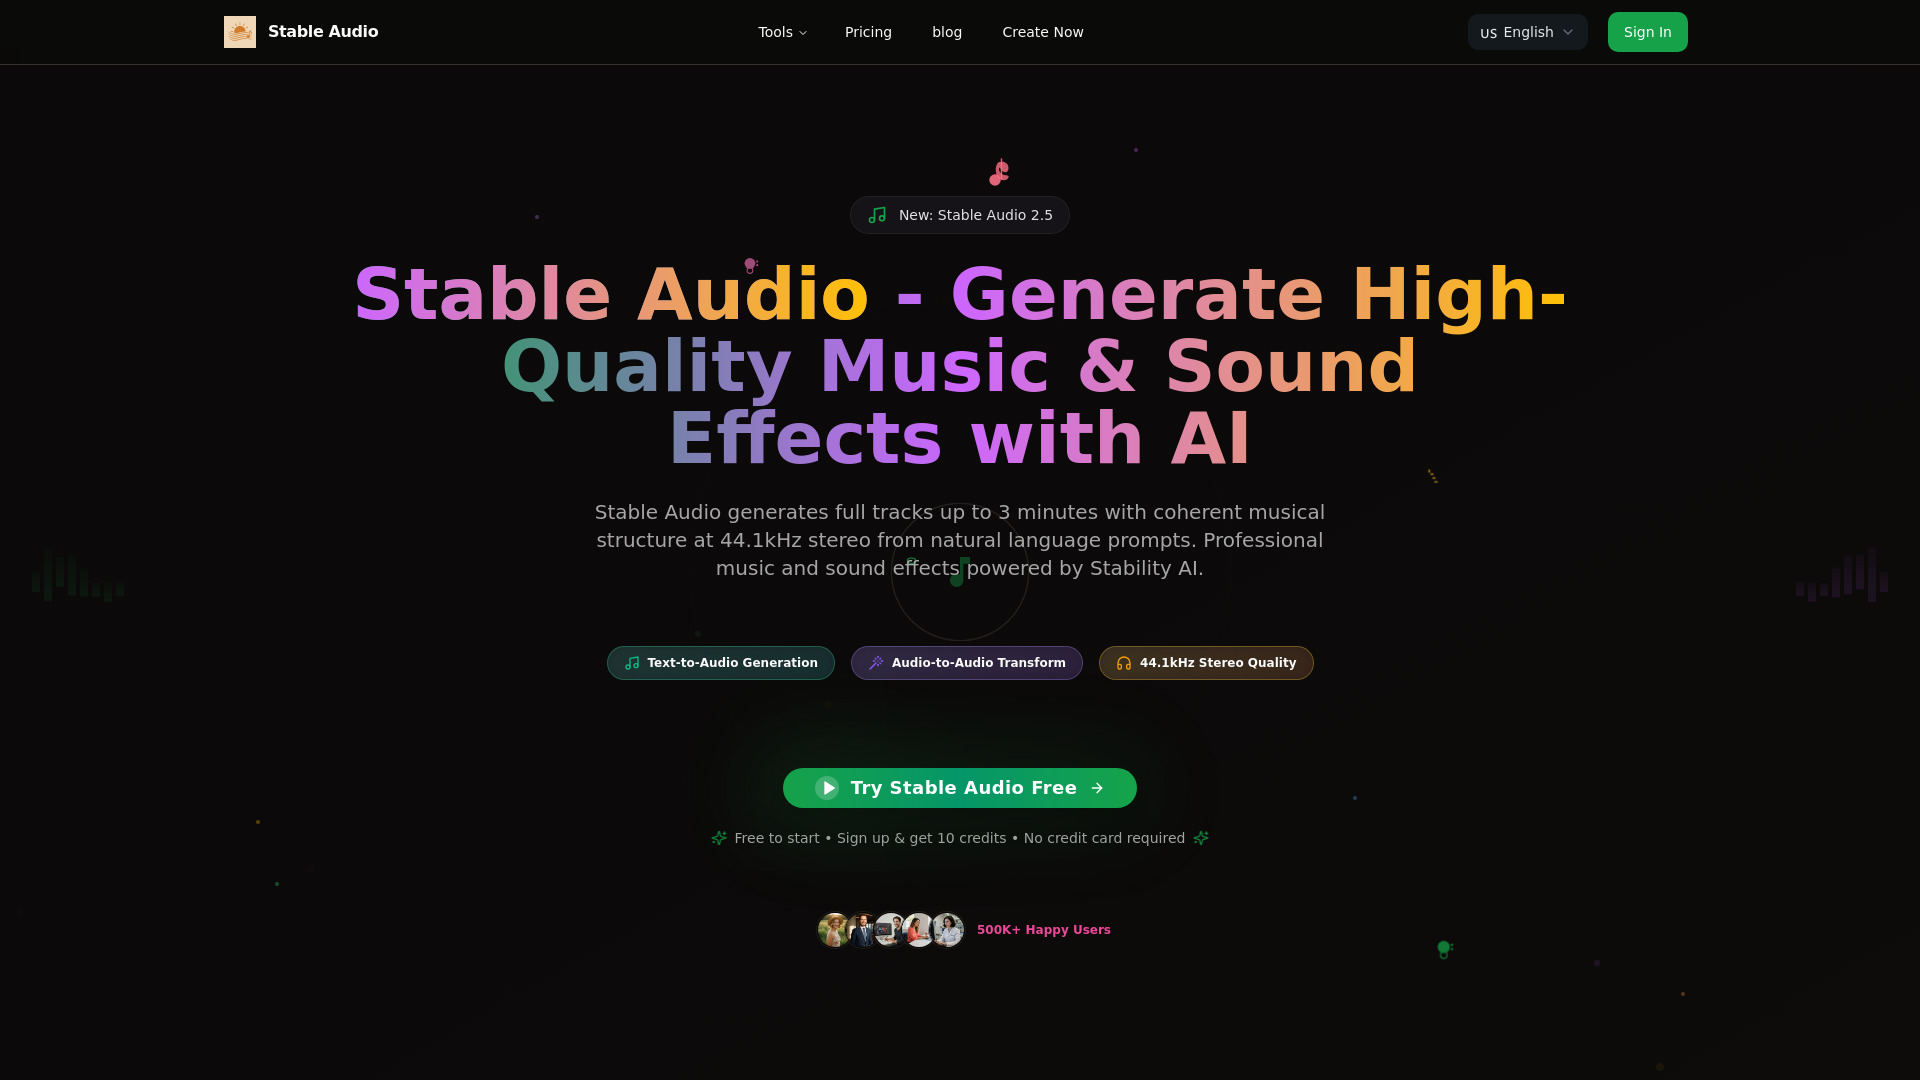 Stable Audio
Tools
Pricing
blog
Create Now
US English
Sign In
New: Stable Audio 2.5
Stable Audio - Generate High-
Quality Music & Sound
Effects with AI
Stable Audio generates full tracks up to 3 minutes with coherent musical
structure at 44.1kHz stereo from natural language prompts. Professional
music and sound effects powered by Stability AI.
Text-to-Audio Generation
Audio-to-Audio Transform
44.1kHz Stereo Quality
Try Stable Audio Free
Free to start • Sign up & get 10 credits • No credit card required
500K+ Happy Users